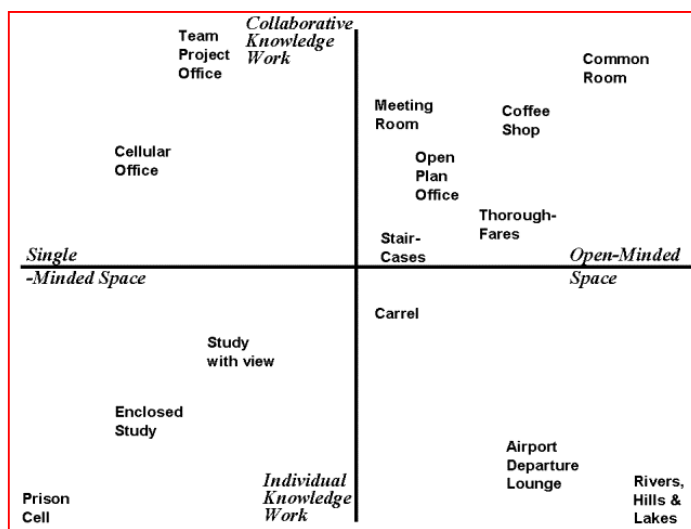 Team
Project
Office
Collaborative
Knowledge
Work
Common
Room
Meeting
Room
Coffee
Shop
Cellular
Office
Open
Plan
Office
Thorough-
Fares
Stair-
Cases
Single
-Minded Space
Open-Minded
Space
Carrel
Study
with view
Enclosed
Study
Airport
Departure
Lounge
Prison
Cell
Individual
Knowledge
Work
Rivers,
Hills &
Lakes